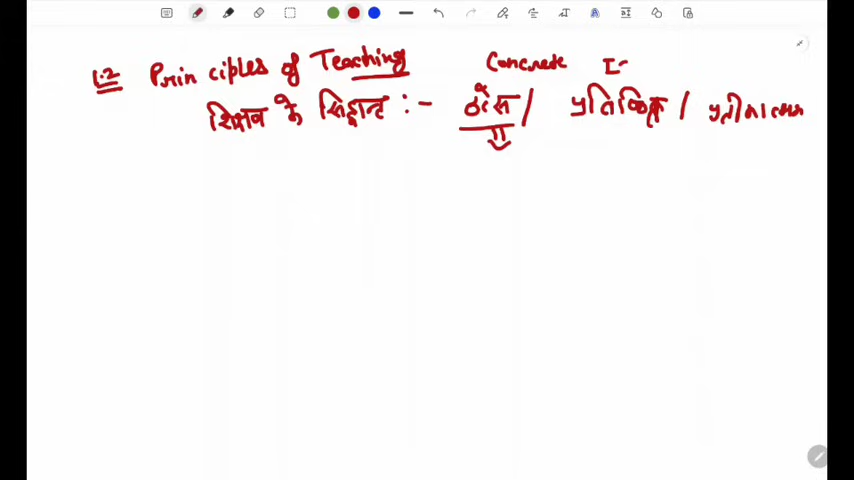 1.2 Principles of Teaching Concrete I
शिक्षण के सिद्धान्त :- ठोस / प्रतिबिम्ब / प्रतीकात्मक